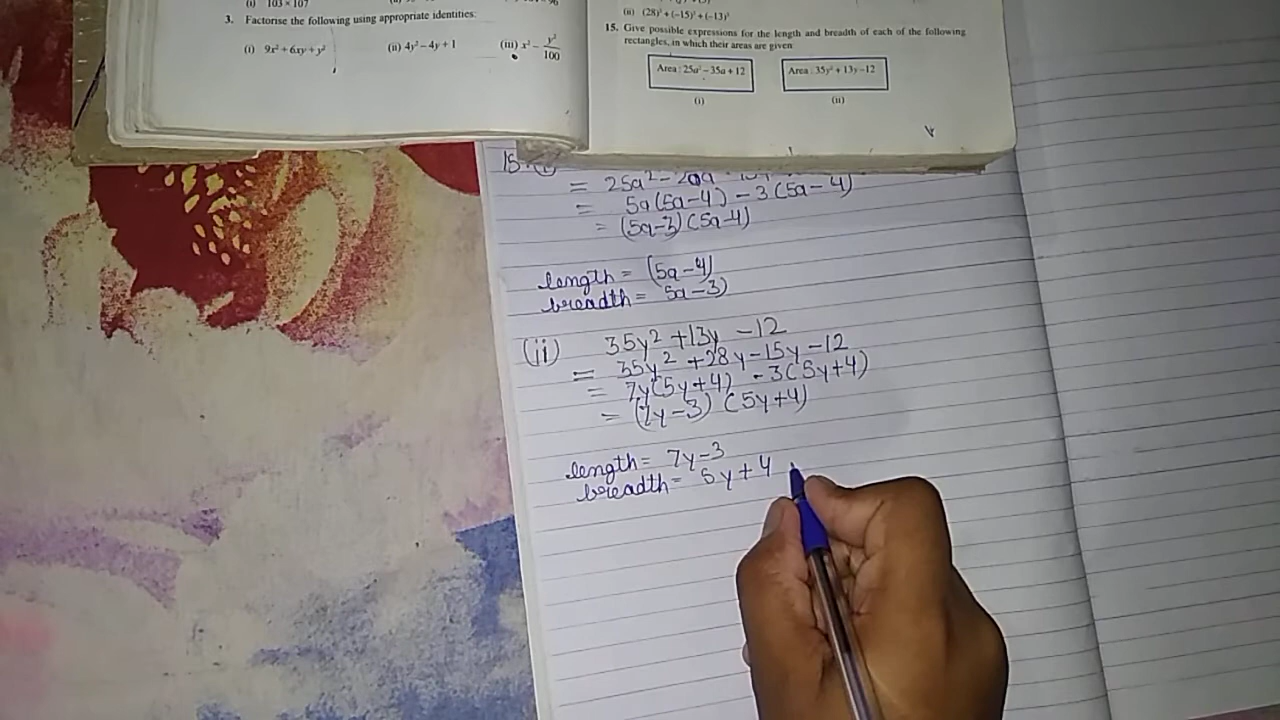 (i) 103 × 107
3. Factorise the following using appropriate identities:
(i) 9x² + 6xy + y² (ii) 4y² – 4y + 1 (iii) x² – y²/100
(ii) (28)³ + (–15)³ + (–13)³
15. Give possible expressions for the length and breadth of each of the following
rectangles, in which their areas are given:
Area : 25a² – 35a + 12 Area : 35y² + 13y – 12
(i) (ii)
15. (i)
= 25a² – 20a
= 5a(5a – 4) – 3(5a – 4)
= (5a–3) (5a–4)
length = (5a – 4)
breadth = 5a – 3)
(ii) 35y² + 13y – 12
= 35y² + 28y – 15y – 12
= 7y(5y + 4) – 3(5y + 4)
= (7y – 3) (5y + 4)
length = 7y – 3
breadth = 5y + 4